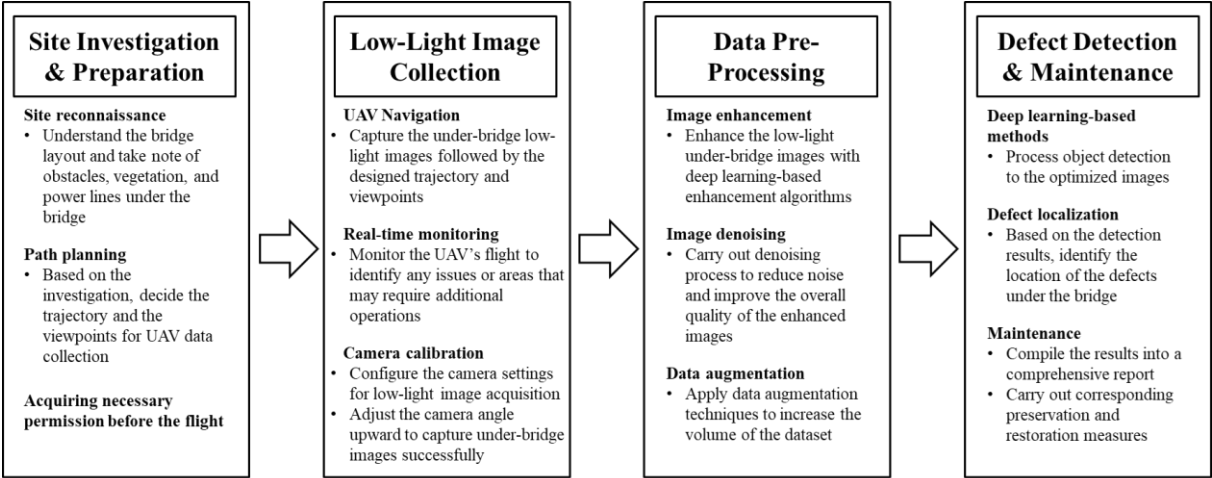 Site Investigation
& Preparation
Site reconnaissance
• Understand the bridge
layout and take note of
obstacles, vegetation, and
power lines under the
bridge
Path planning
• Based on the
investigation, decide the
trajectory and the
viewpoints for UAV data
collection
Acquiring necessary
permission before the flight
Low-Light Image
Collection
UAV Navigation
• Capture the under-bridge low-
light images followed by the
designed trajectory and
viewpoints
Real-time monitoring
• Monitor the UAV's flight to
identify any issues or areas that
may require additional
operations
Camera calibration
• Configure the camera settings
for low-light image acquisition
• Adjust the camera angle
upward to capture under-bridge
images successfully
Data Pre-
Processing
Image enhancement
• Enhance the low-light
under-bridge images with
deep learning-based
enhancement algorithms
Image denoising
• Carry out denoising
process to reduce noise
and improve the overall
quality of the enhanced
images
Data augmentation
• Apply data augmentation
techniques to increase the
volume of the dataset
Defect Detection
& Maintenance
Deep learning-based
methods
• Process object detection
to the optimized images
Defect localization
• Based on the detection
results, identify the
location of the defects
under the bridge
Maintenance
• Compile the results into a
comprehensive report
• Carry out corresponding
preservation and
restoration measures